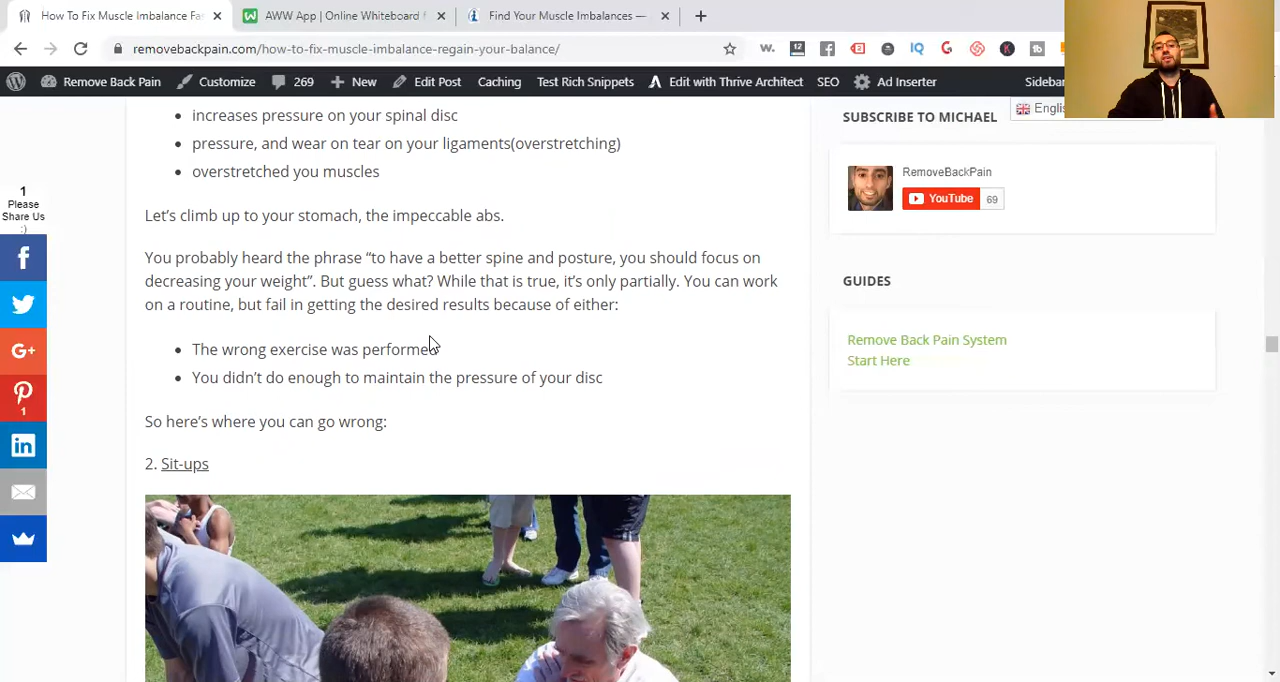 How To Fix Muscle Imbalance Fas
AWW App | Online Whiteboard f
Find Your Muscle Imbalances —
removebackpain.com/how-to-fix-muscle-imbalance-regain-your-balance/
Remove Back Pain
Customize
269
New
Edit Post
Caching
Test Rich Snippets
Edit with Thrive Architect
SEO
Ad Inserter
Sidebar
Englis
1
Please
Share Us
:)
1
• increases pressure on your spinal disc
• pressure, and wear on tear on your ligaments(overstretching)
• overstretched you muscles
Let's climb up to your stomach, the impeccable abs.
You probably heard the phrase “to have a better spine and posture, you should focus on
decreasing your weight”. But guess what? While that is true, it's only partially. You can work
on a routine, but fail in getting the desired results because of either:
• The wrong exercise was performed
• You didn't do enough to maintain the pressure of your disc
So here's where you can go wrong:
2. Sit-ups
SUBSCRIBE TO MICHAEL
RemoveBackPain
YouTube
69
GUIDES
Remove Back Pain System
Start Here